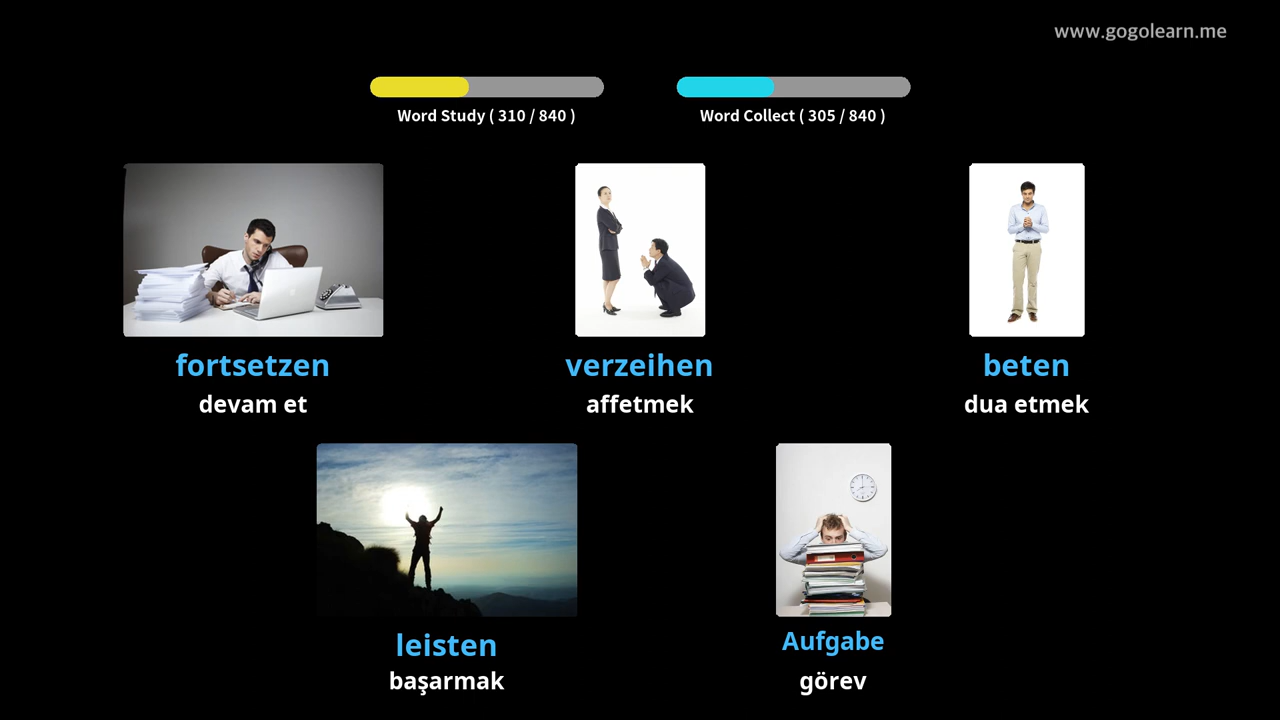 www.gogolearn.me
Word Study ( 310 / 840 )
Word Collect ( 305 / 840 )
fortsetzen
devam et
verzeihen
affetmek
beten
dua etmek
leisten
başarmak
Aufgabe
görev